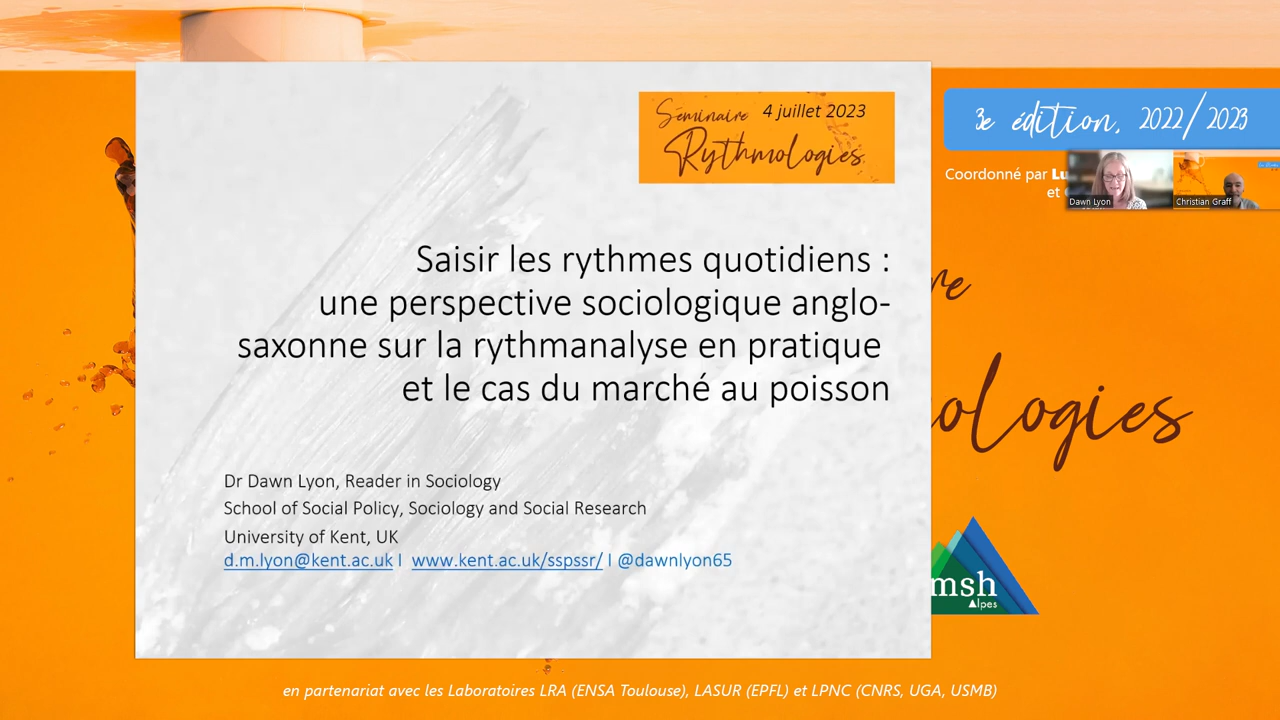 3e édition, 2022/2023
Séminaire 4 juillet 2023
Rythmologies
Coordonné par
et
Dawn Lyon
Christian Graff
Saisir les rythmes quotidiens :
une perspective sociologique anglo-
saxonne sur la rythmanalyse en pratique
et le cas du marché au poisson
Dr Dawn Lyon, Reader in Sociology
School of Social Policy, Sociology and Social Research
University of Kent, UK
d.m.lyon@kent.ac.uk I www.kent.ac.uk/sspssr/ I @dawnlyon65
msh
Alpes
en partenariat avec les Laboratoires LRA (ENSA Toulouse), LASUR (EPFL) et LPNC (CNRS, UGA, USMB)